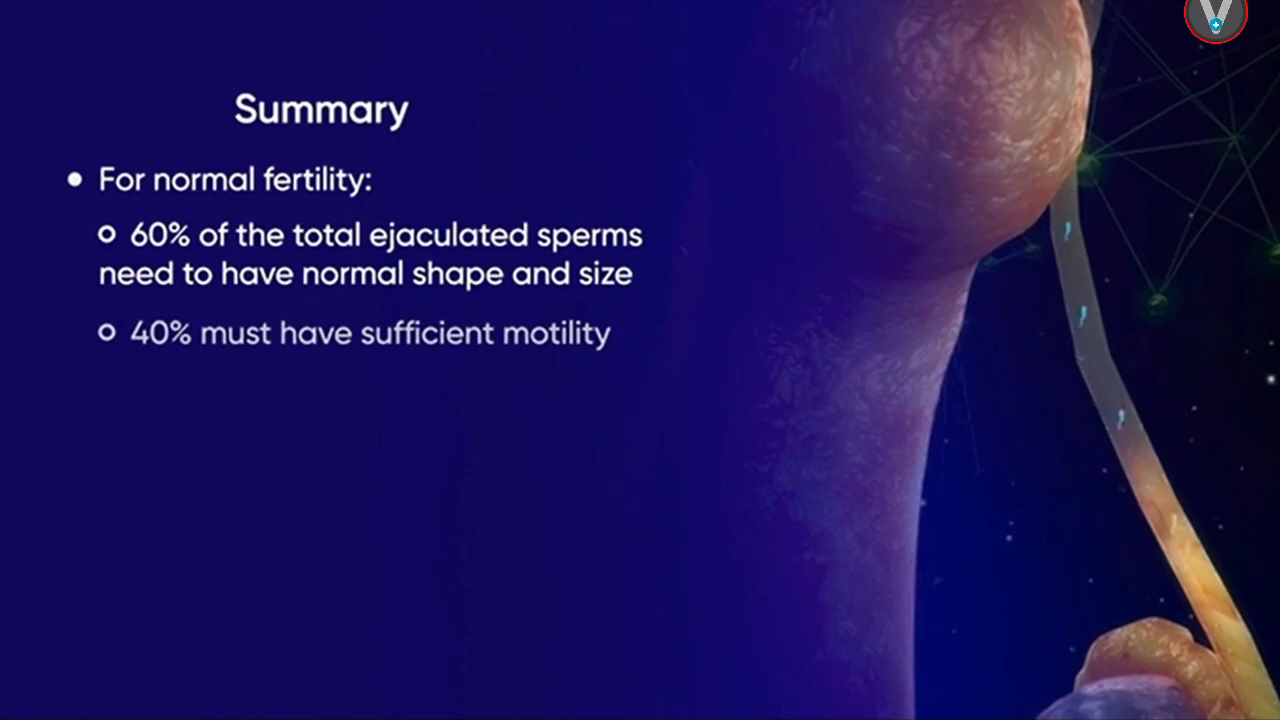 Summary
• For normal fertility:
○ 60% of the total ejaculated sperms
need to have normal shape and size
○ 40% must have sufficient motility
V